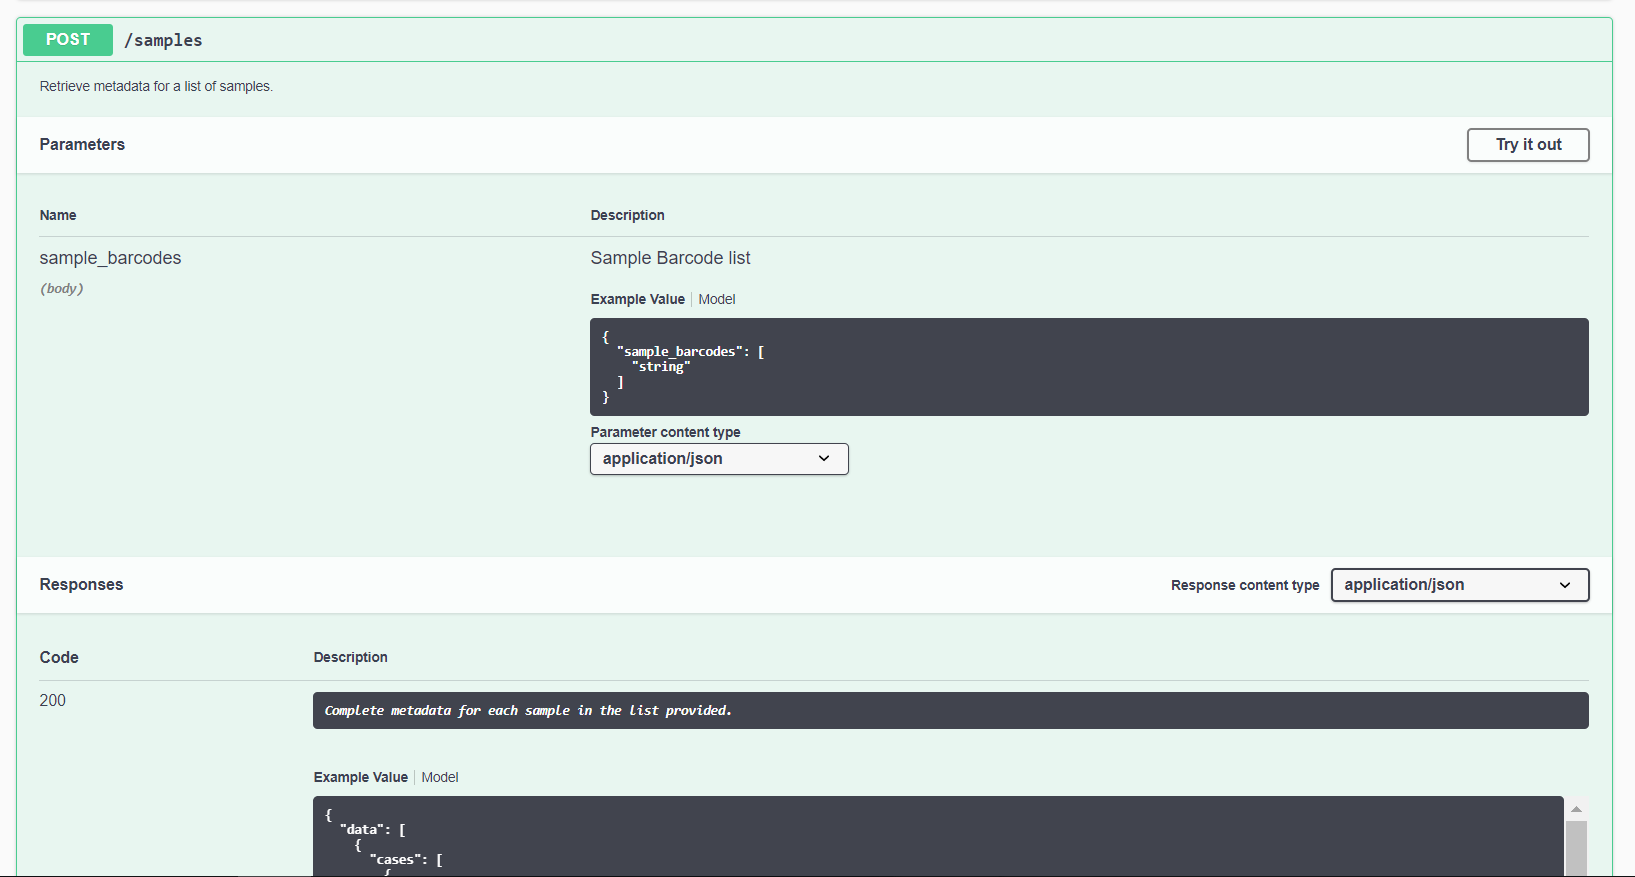 POST /samples
Retrieve metadata for a list of samples.
Parameters
Try it out
Name
Description
sample_barcodes
(body)
Sample Barcode list
Example Value Model
{
  "sample_barcodes": [
    "string"
  ]
}
Parameter content type
application/json
Responses
Response content type
application/json
Code
Description
200
Complete metadata for each sample in the list provided.
Example Value Model
{
  "data": [
    {
      "cases": [
        {